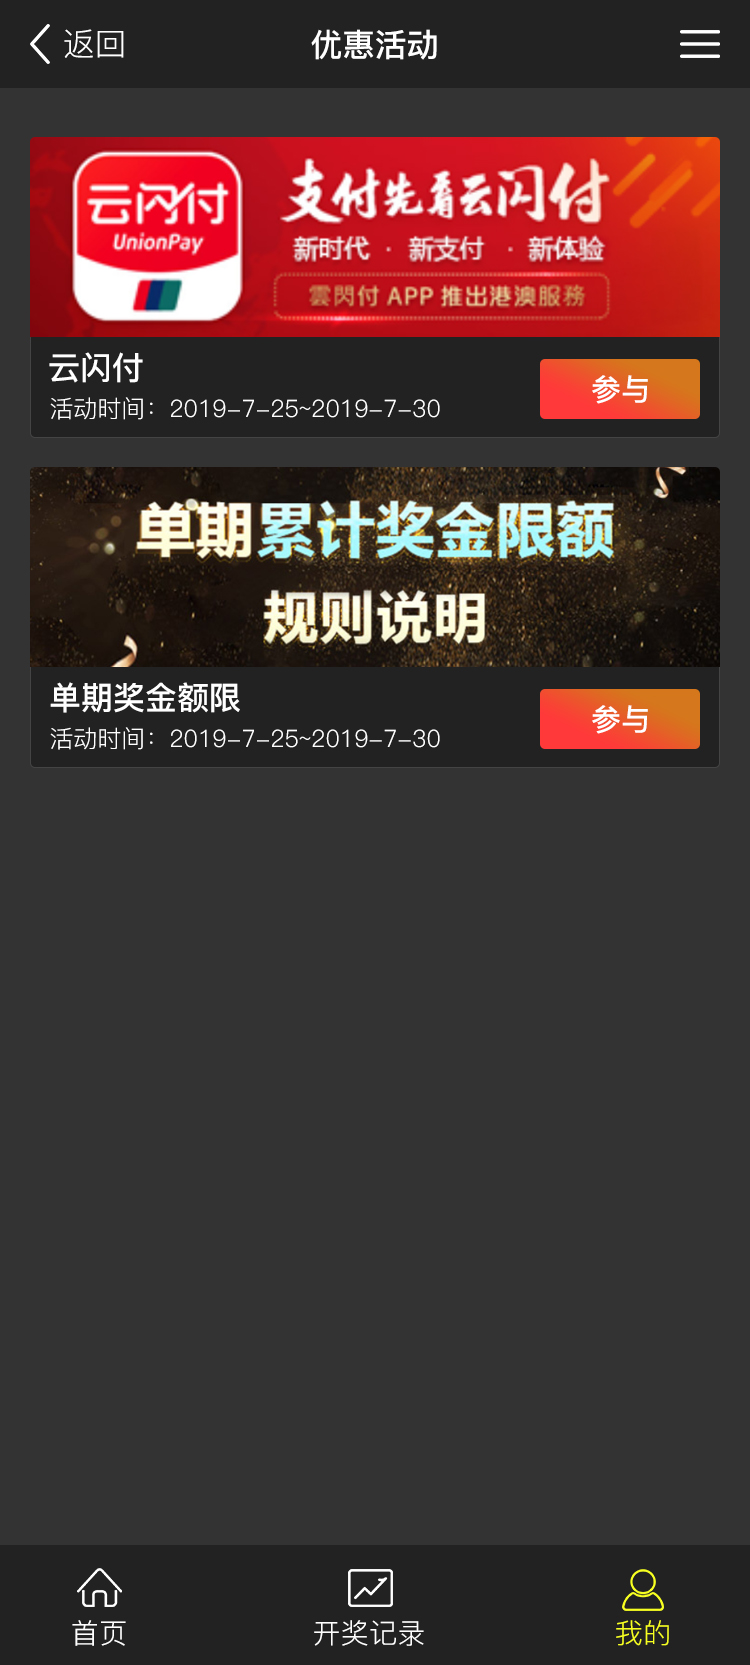 返回
优惠活动
云闪付
UnionPay
支付先看云闪付
新时代 · 新支付 · 新体验
雲閃付 APP 推出港澳服務
云闪付
活动时间：2019-7-25~2019-7-30
参与
单期累计奖金限额
规则说明
单期奖金额限
活动时间：2019-7-25~2019-7-30
参与
首页
开奖记录
我的